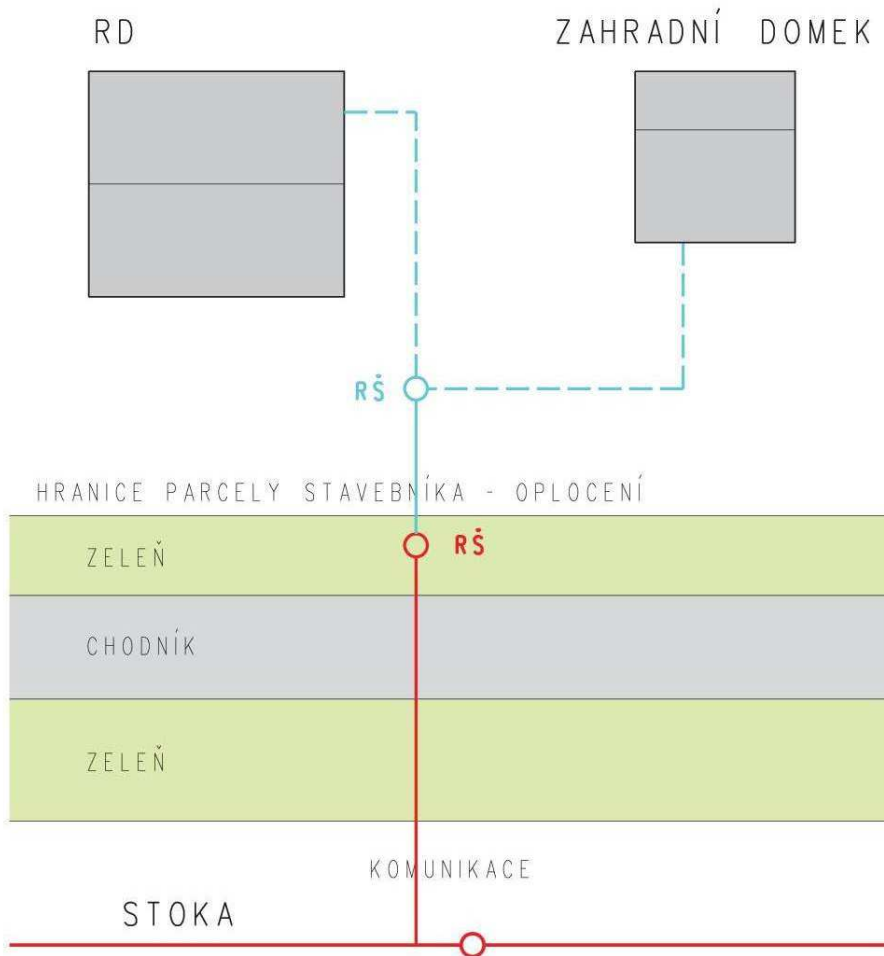 RD
ZAHRADNÍ DOMEK
RŠ
HRANICE PARCELY STAVEBNÍKA - OPLOCENÍ
ZELEŇ
RŠ
CHODNÍK
ZELEŇ
KOMUNIKACE
STOKA